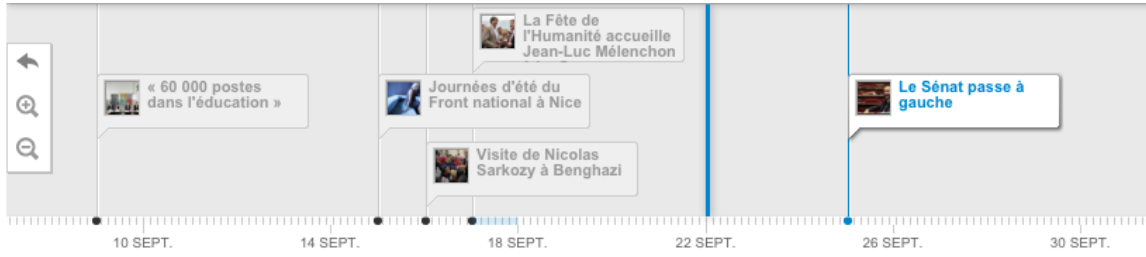 La Fête de
l'Humanité accueille
Jean-Luc Mélenchon
« 60 000 postes
dans l'éducation »
Journées d'été du
Front national à Nice
Le Sénat passe à
gauche
Visite de Nicolas
Sarkozy à Benghazi
10 SEPT.
14 SEPT.
18 SEPT.
22 SEPT.
26 SEPT.
30 SEPT.